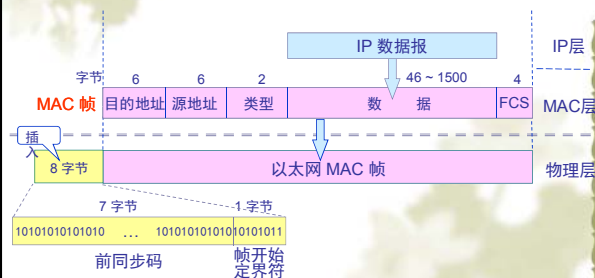 IP 数据报
IP层
字节 6 6 2 46 ~ 1500 4
MAC 帧 目的地址 源地址 类型 数 据 FCS MAC层
插
入
8 字节 以太网 MAC 帧 物理层
7 字节 1 字节
10101010101010 … 10101010101010101011
前同步码
帧开始
定界符